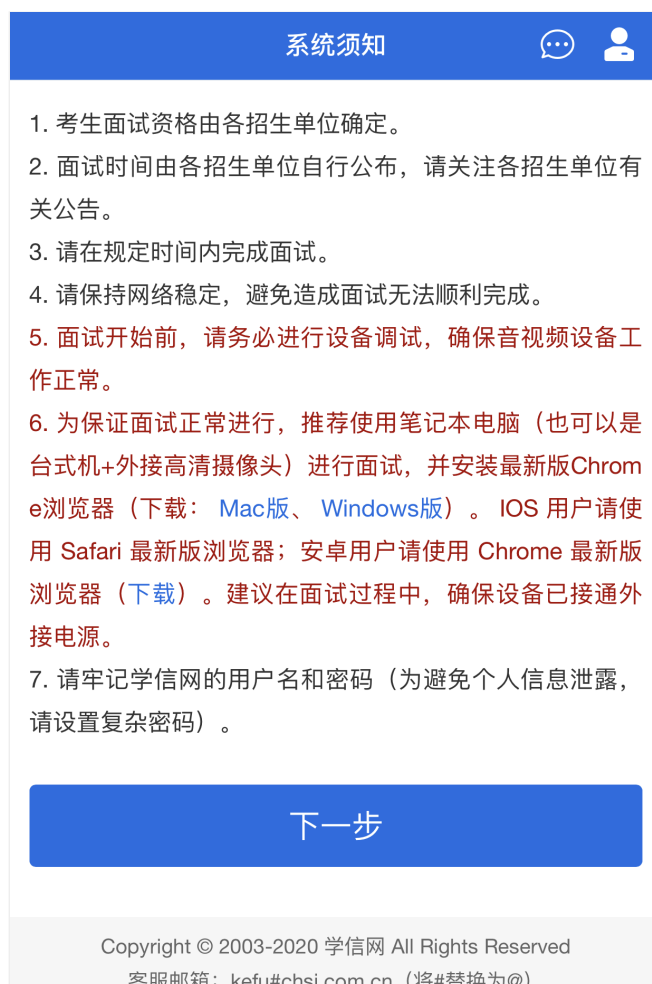 系统须知
1. 考生面试资格由各招生单位确定。
2. 面试时间由各招生单位自行公布，请关注各招生单位有
关公告。
3. 请在规定时间内完成面试。
4. 请保持网络稳定，避免造成面试无法顺利完成。
5. 面试开始前，请务必进行设备调试，确保音视频设备工
作正常。
6. 为保证面试正常进行，推荐使用笔记本电脑（也可以是
台式机+外接高清摄像头）进行面试，并安装最新版Chrom
e浏览器（下载： Mac版、 Windows版）。 IOS 用户请使
用 Safari 最新版浏览器；安卓用户请使用 Chrome 最新版
浏览器（下载）。建议在面试过程中，确保设备已接通外
接电源。
7. 请牢记学信网的用户名和密码（为避免个人信息泄露，
请设置复杂密码）。
下一步
Copyright © 2003-2020 学信网 All Rights Reserved
客服邮箱：kefu#chsi.com.cn（将#替换为@）